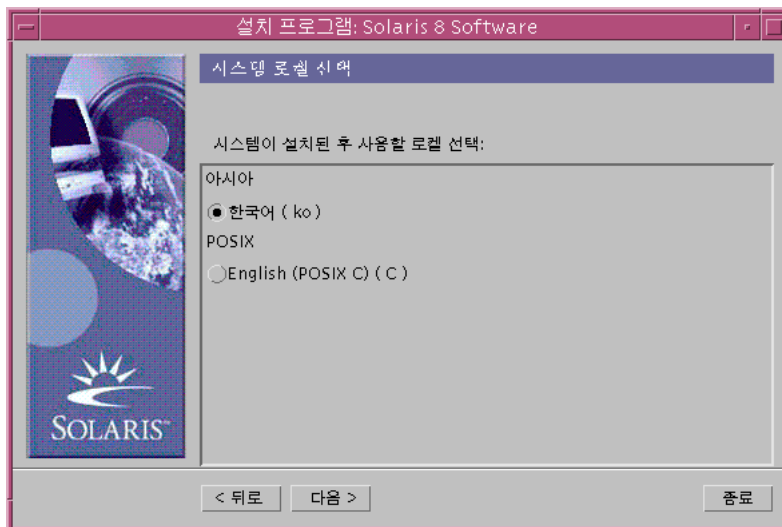 설치 프로그램: Solaris 8 Software
시스템 로켈 선택
시스템이 설치된 후 사용할 로켈 선택:
아시아
한국어 ( ko )
POSIX
English (POSIX C) ( C )
SOLARIS™
< 뒤로
다음 >
종료